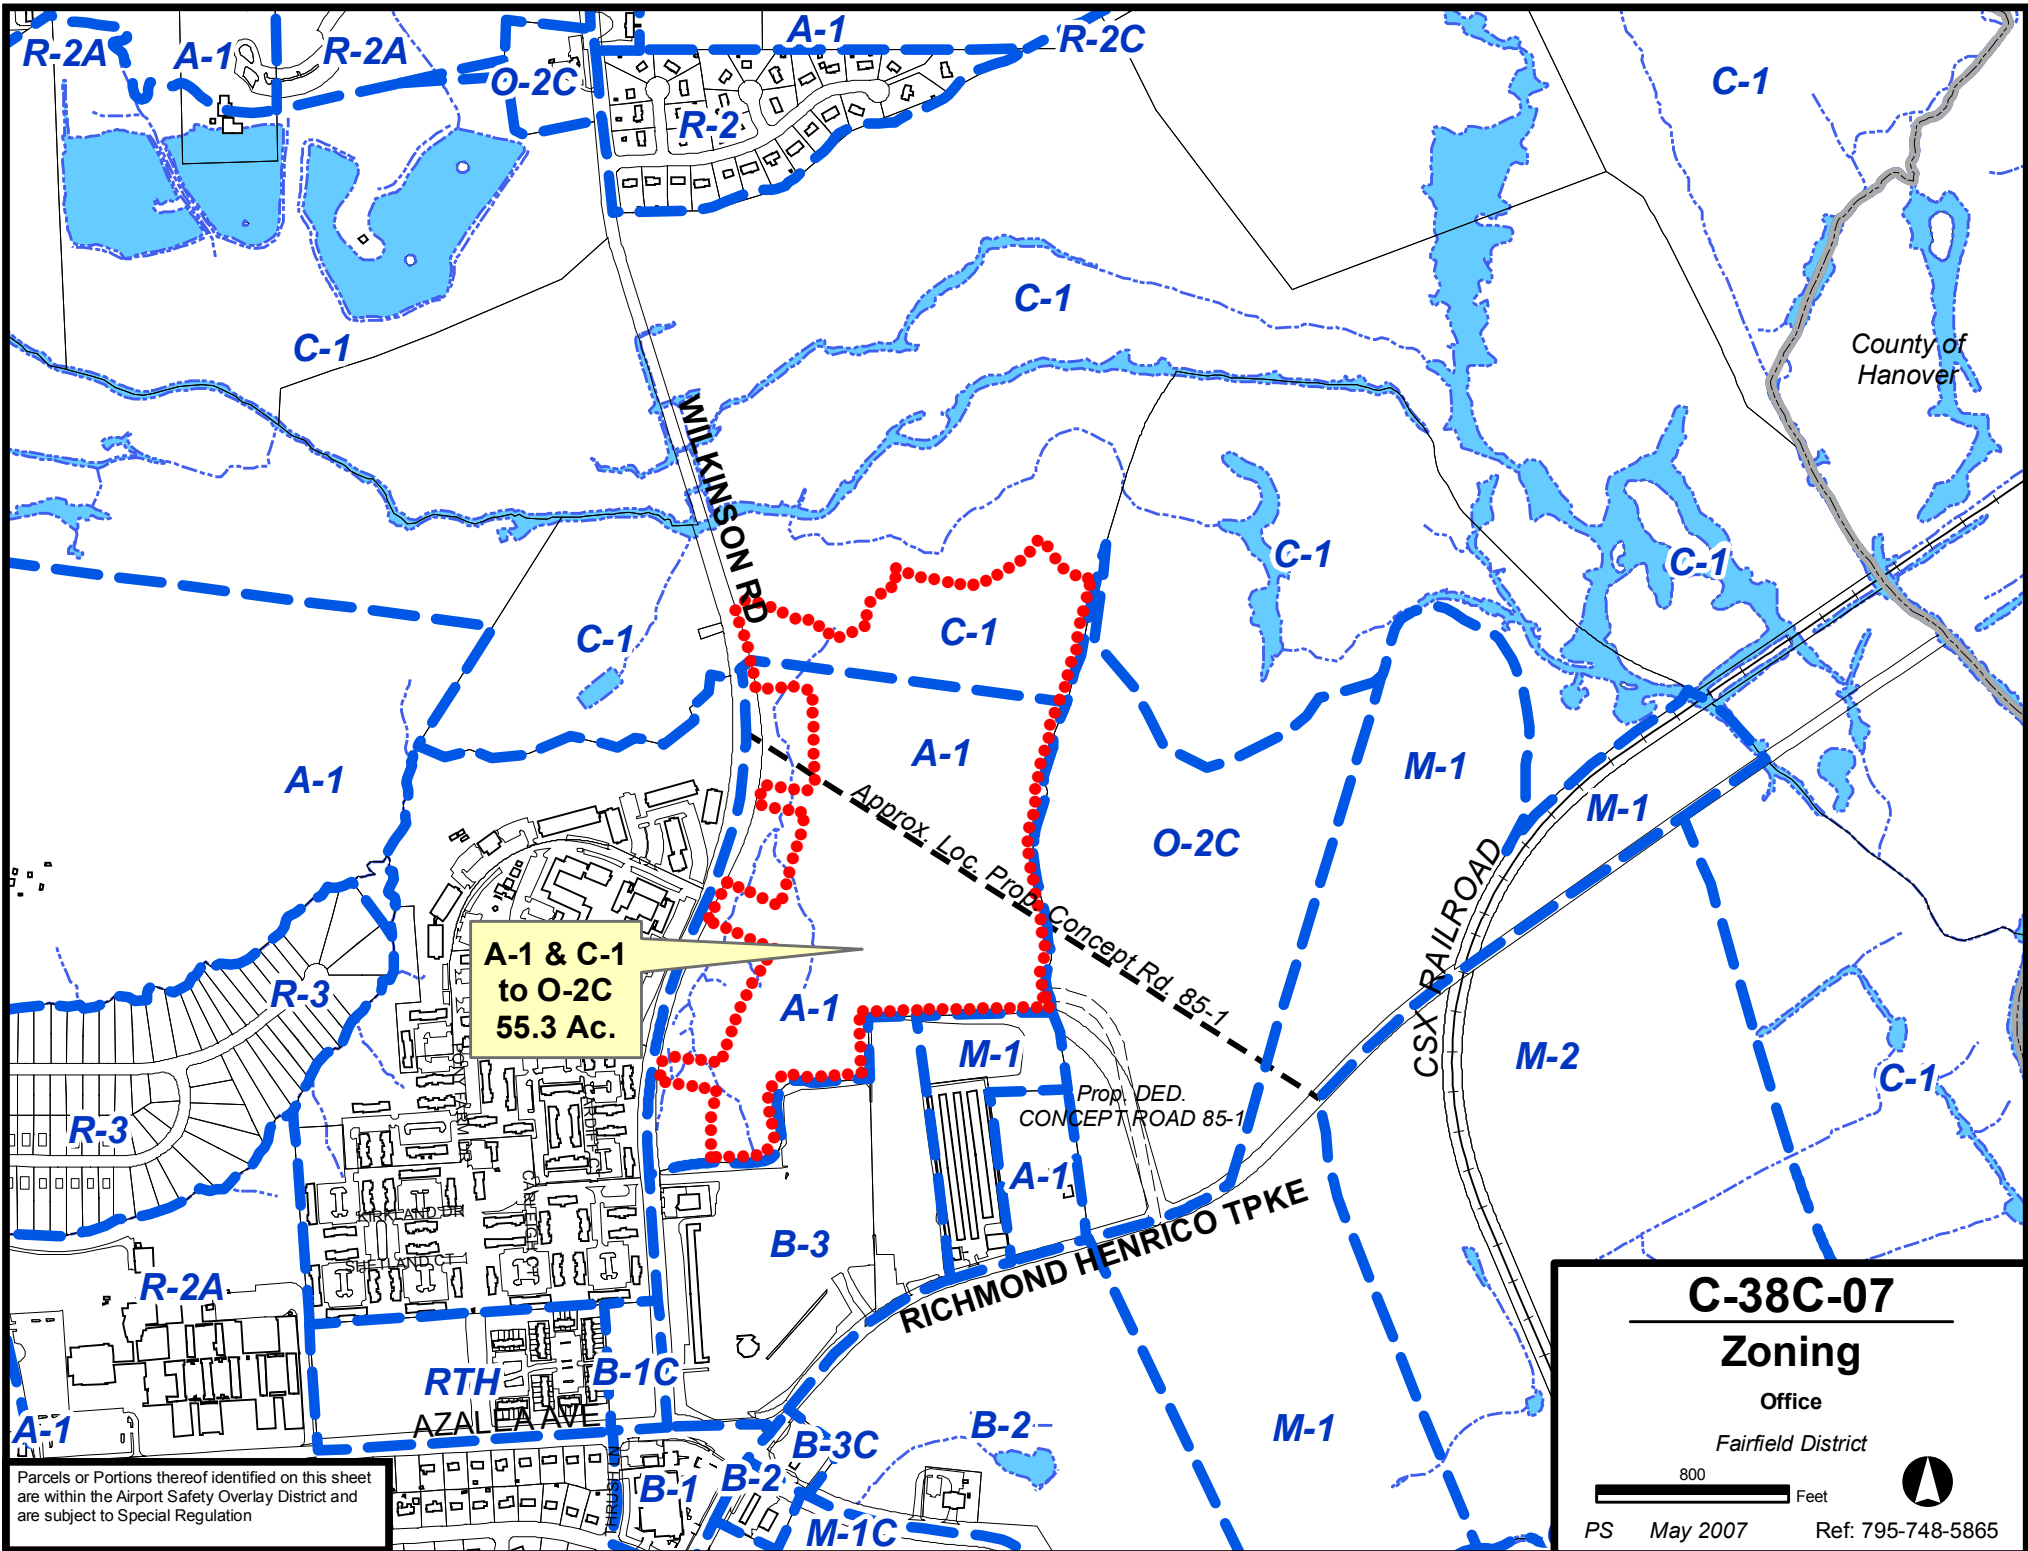 R-2A
A-1
R-2A
O-2C
A-1
R-2C
R-2
C-1
C-1
C-1
County of
Hanover
WILKINSON RD
C-1
C-1
C-1
C-1
A-1
A-1
M-1
M-1
O-2C
Approx. Loc. Prop. Concept Rd. 85-1
CSX RAILROAD
A-1 & C-1
to O-2C
55.3 Ac.
R-3
A-1
M-1
M-2
C-1
Prop. DED.
CONCEPT ROAD 85-1
R-3
A-1
KIRKLAND DR
SHETLAND CT
B-3
RICHMOND HENRICO TPKE
R-2A
RTH
B-1C
AZALEA AVE
A-1
B-3C
B-2
M-1
B-1
B-2
M-1C
Parcels or Portions thereof identified on this sheet
are within the Airport Safety Overlay District and
are subject to Special Regulation
C-38C-07
Zoning
Office
Fairfield District
800
Feet
PS May 2007 Ref: 795-748-5865